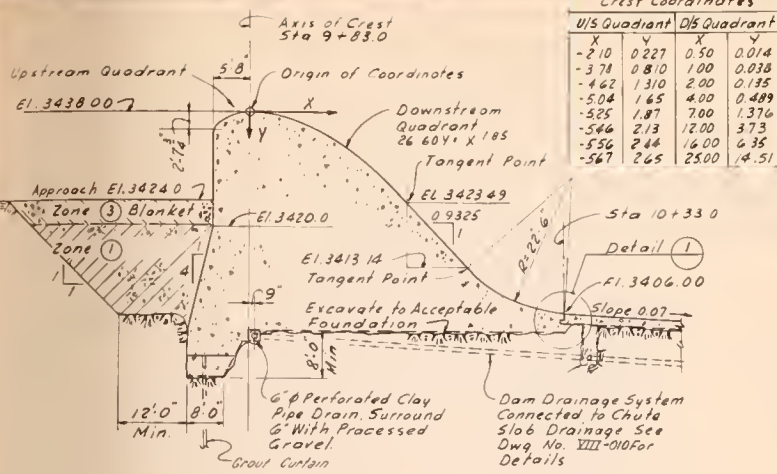 Crest Coordinates
U/S Quadrant D/S Quadrant
X Y X Y
-2 10 0 227 0.50 0.014
-3 78 0 810 1 00 0.038
-4 62 1 310 2.00 0.135
-5.04 1 65 4.00 0.489
-5.25 1.87 7.00 1.376
-5 46 2.13 12.00 3 73
-5 56 2 44 16 00 6 35
-5 67 2 65 25.00 14.51
Axis of Crest
Sta 9+83.0
5'8"
Upstream Quadrant
Origin of Coordinates
El. 3438 00
X
Y
Downstream
Quadrant
26 60Y = X 1 85
Tangent Point
Approach El. 3424 0
EL 3423 49
0 9325
1
Zone 3 Blanket
El. 3420.0
Zone 1
R=22'.6"
Sta 10+33 0
Detail 1
El. 3413 14
Tangent Point
El. 3406.00
Slope 0.07
4
1
1
1
9"
Excavate to Acceptable
Foundation
8'.0"
Min
12'.0"
Min.
8'.0"
6" ϕ Perforated Clay
Pipe Drain. Surround
6" With Processed
Gravel.
Grout Curtain
Dam Drainage System
Connected to Chute
Slab Drainage See
Dwg No. VIII-010 For
Details